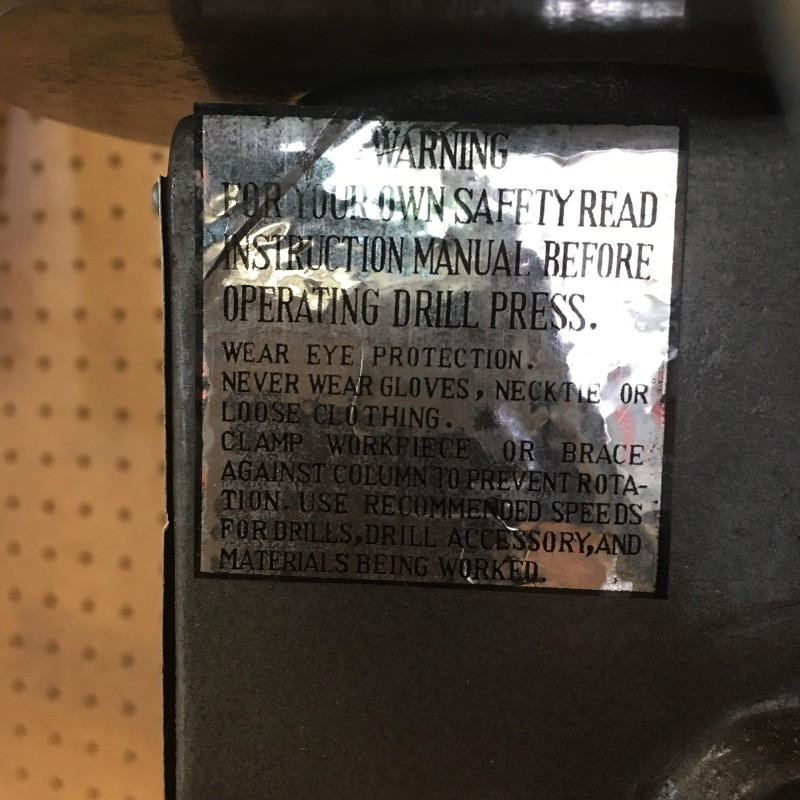 WARNING
FOR YOUR OWN SAFETY READ
INSTRUCTION MANUAL BEFORE
OPERATING DRILL PRESS.
WEAR EYE PROTECTION.
NEVER WEAR GLOVES, NECKTIE OR
LOOSE CLOTHING.
CLAMP WORKPIECE OR BRACE
AGAINST COLUMN TO PREVENT ROTA-
TION. USE RECOMMENDED SPEEDS
FOR DRILLS, DRILL ACCESSORY, AND
MATERIALS BEING WORKED.